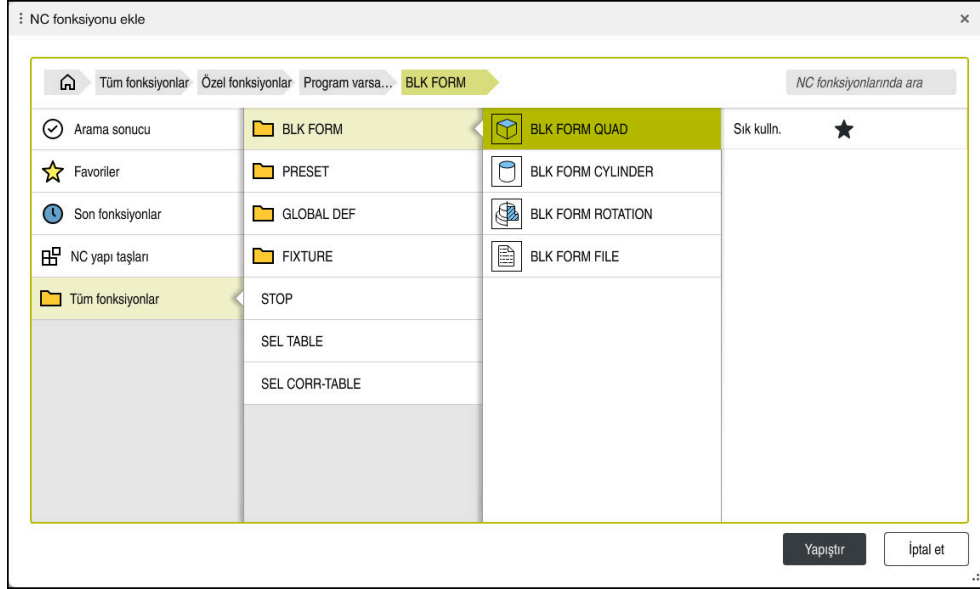 NC fonksiyonu ekle
Tüm fonksiyonlar Özel fonksiyonlar Program varsa... BLK FORM NC fonksiyonlarında ara
Arama sonucu BLK FORM BLK FORM QUAD Sık kulln.
Favoriler PRESET BLK FORM CYLINDER
Son fonksiyonlar GLOBAL DEF BLK FORM ROTATION
NC yapı taşları FIXTURE BLK FORM FILE
Tüm fonksiyonlar STOP
SEL TABLE
SEL CORR-TABLE
Yapıştır İptal et